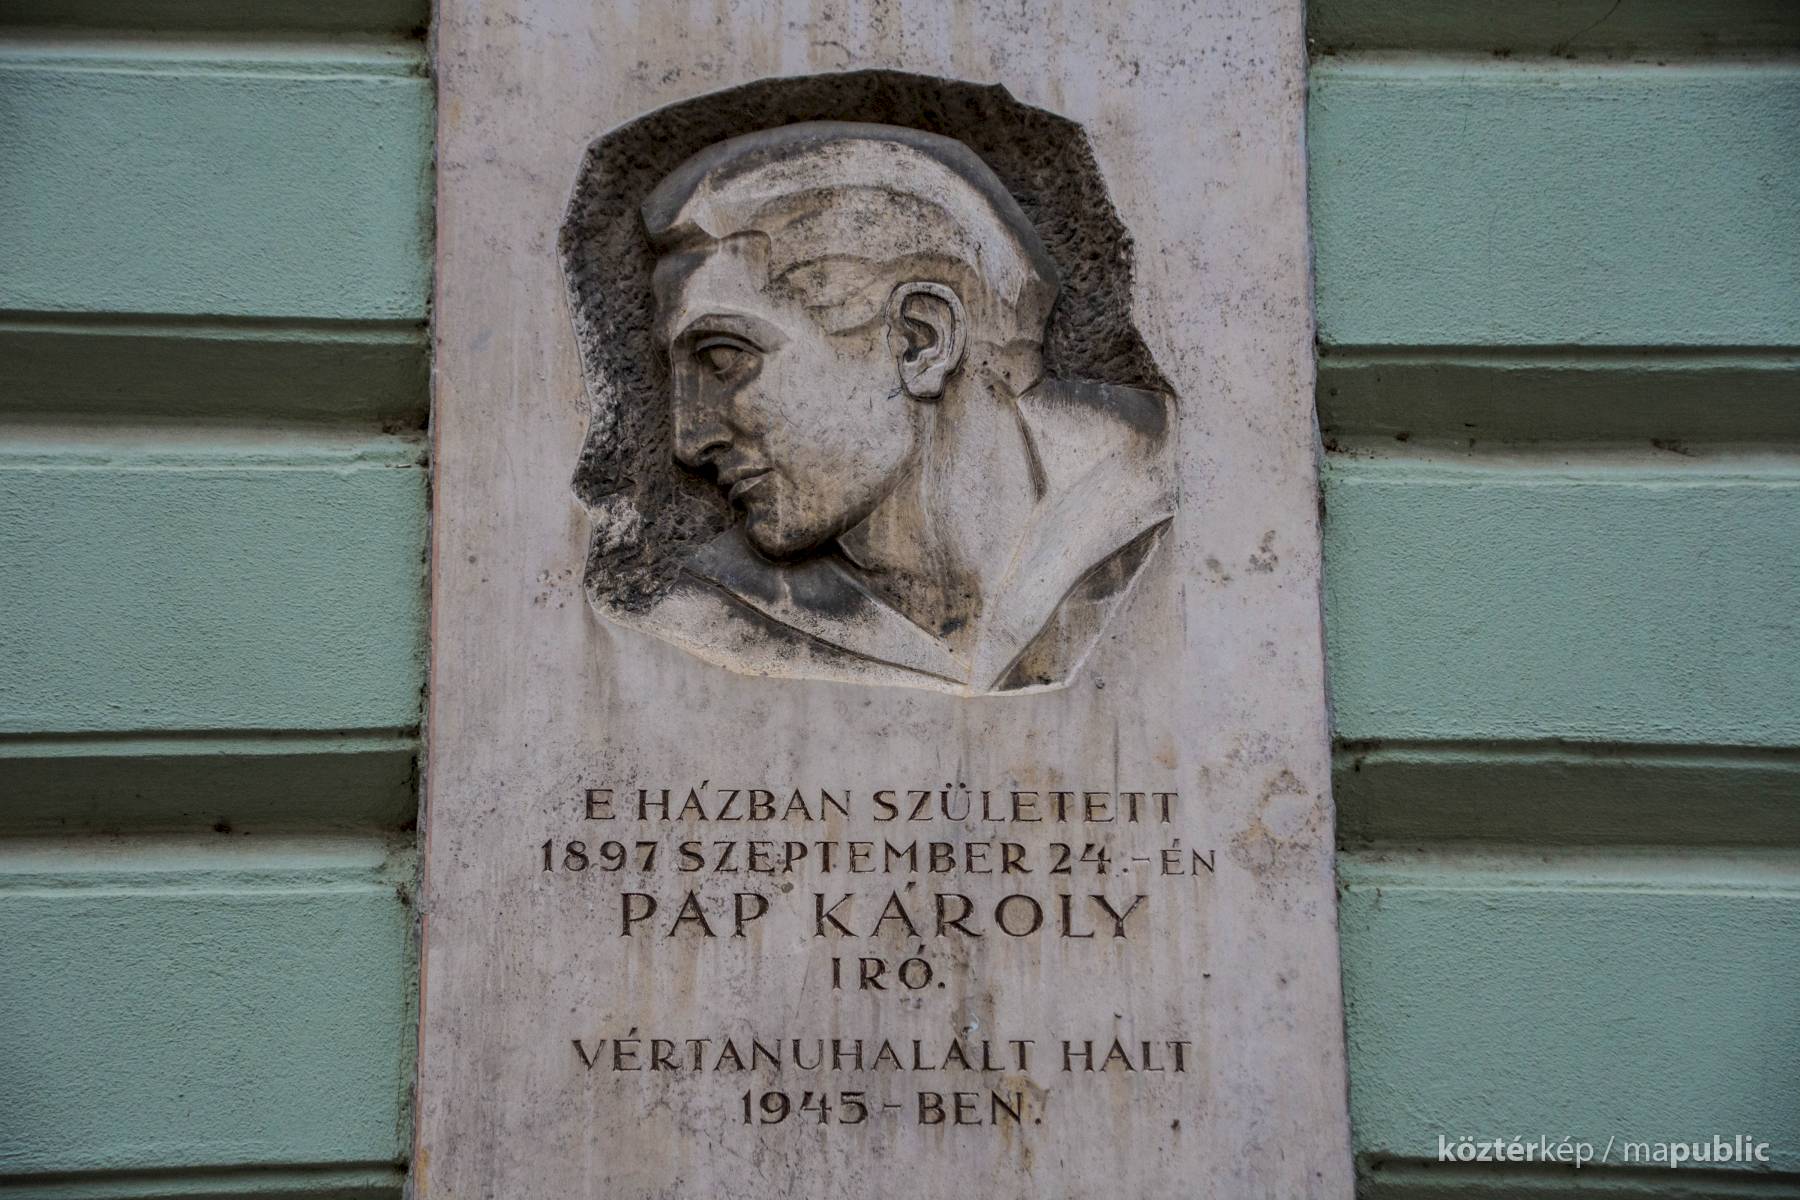 E HÁZBAN SZÜLETETT
1897 SZEPTEMBER 24.-ÉN
PAP KÁROLY
IRÓ.
VÉRTANUHALÁLT HALT
1945-BEN.
köztérkép / mapublic